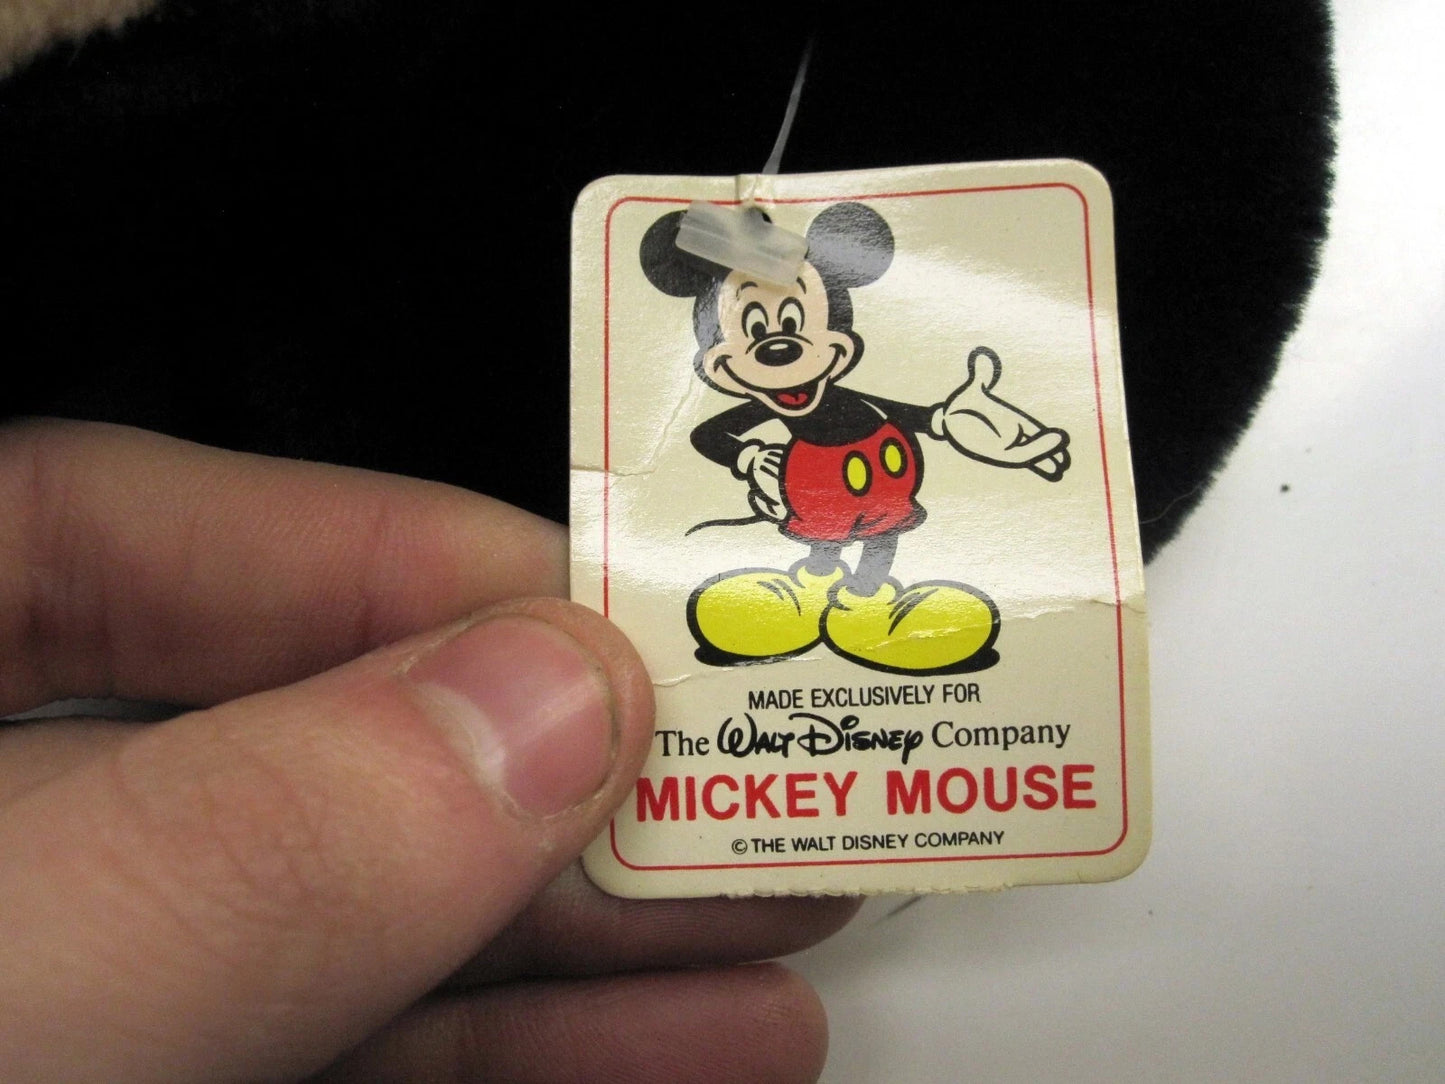 MADE EXCLUSIVELY FOR
The Walt Disney Company
MICKEY MOUSE
© THE WALT DISNEY COMPANY